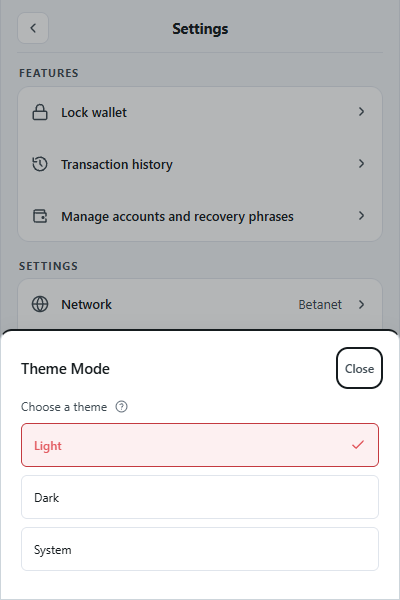 Settings
FEATURES
Lock wallet
Transaction history
Manage accounts and recovery phrases
SETTINGS
Network Betanet
Theme Mode Close
Choose a theme
Light
Dark
System